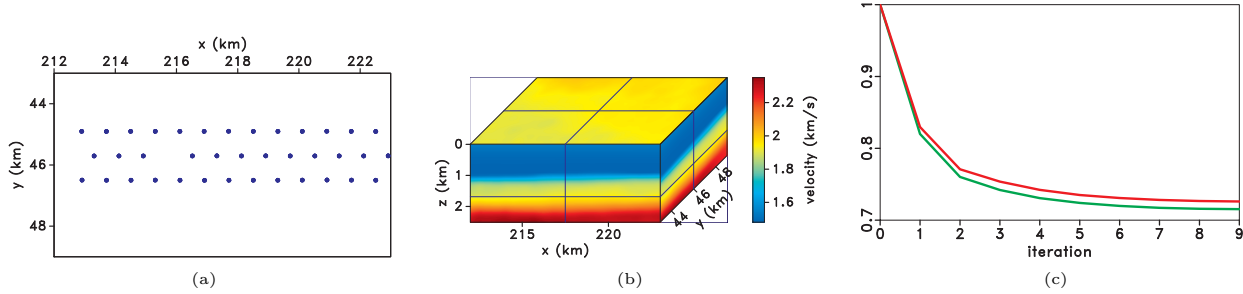 x (km)
212 214 216 218 220 222
44
46
48
y (km)
(a)
0
1
2
z (km)
215 220
x (km)
44 46 48
y (km)
2.2
2
1.8
1.6
velocity (km/s)
(b)
1
0.9
0.8
0.7
0 1 2 3 4 5 6 7 8 9
iteration
(c)